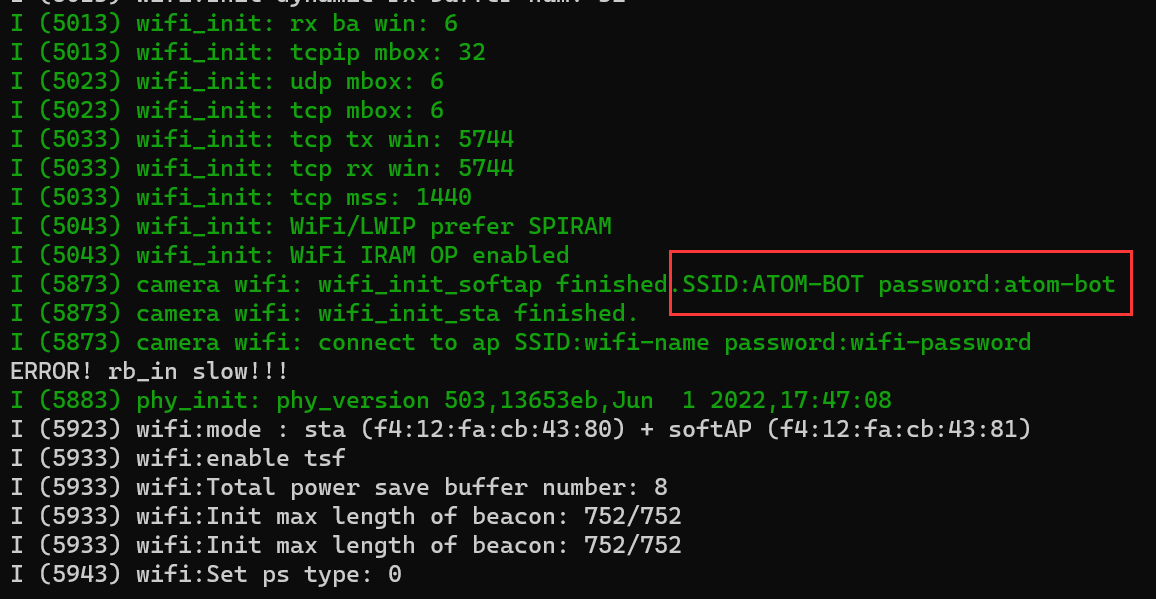 I (5013) wifi_init: rx ba win: 6
I (5013) wifi_init: tcpip mbox: 32
I (5023) wifi_init: udp mbox: 6
I (5023) wifi_init: tcp mbox: 6
I (5033) wifi_init: tcp tx win: 5744
I (5033) wifi_init: tcp rx win: 5744
I (5033) wifi_init: tcp mss: 1440
I (5043) wifi_init: WiFi/LWIP prefer SPIRAM
I (5043) wifi_init: WiFi IRAM OP enabled
I (5873) camera wifi: wifi_init_softap finished.SSID:ATOM-BOT password:atom-bot
I (5873) camera wifi: wifi_init_sta finished.
I (5873) camera wifi: connect to ap SSID:wifi-name password:wifi-password
ERROR! rb_in slow!!!
I (5883) phy_init: phy_version 503,13653eb,Jun  1 2022,17:47:08
I (5923) wifi:mode : sta (f4:12:fa:cb:43:80) + softAP (f4:12:fa:cb:43:81)
I (5933) wifi:enable tsf
I (5933) wifi:Total power save buffer number: 8
I (5933) wifi:Init max length of beacon: 752/752
I (5933) wifi:Init max length of beacon: 752/752
I (5943) wifi:Set ps type: 0